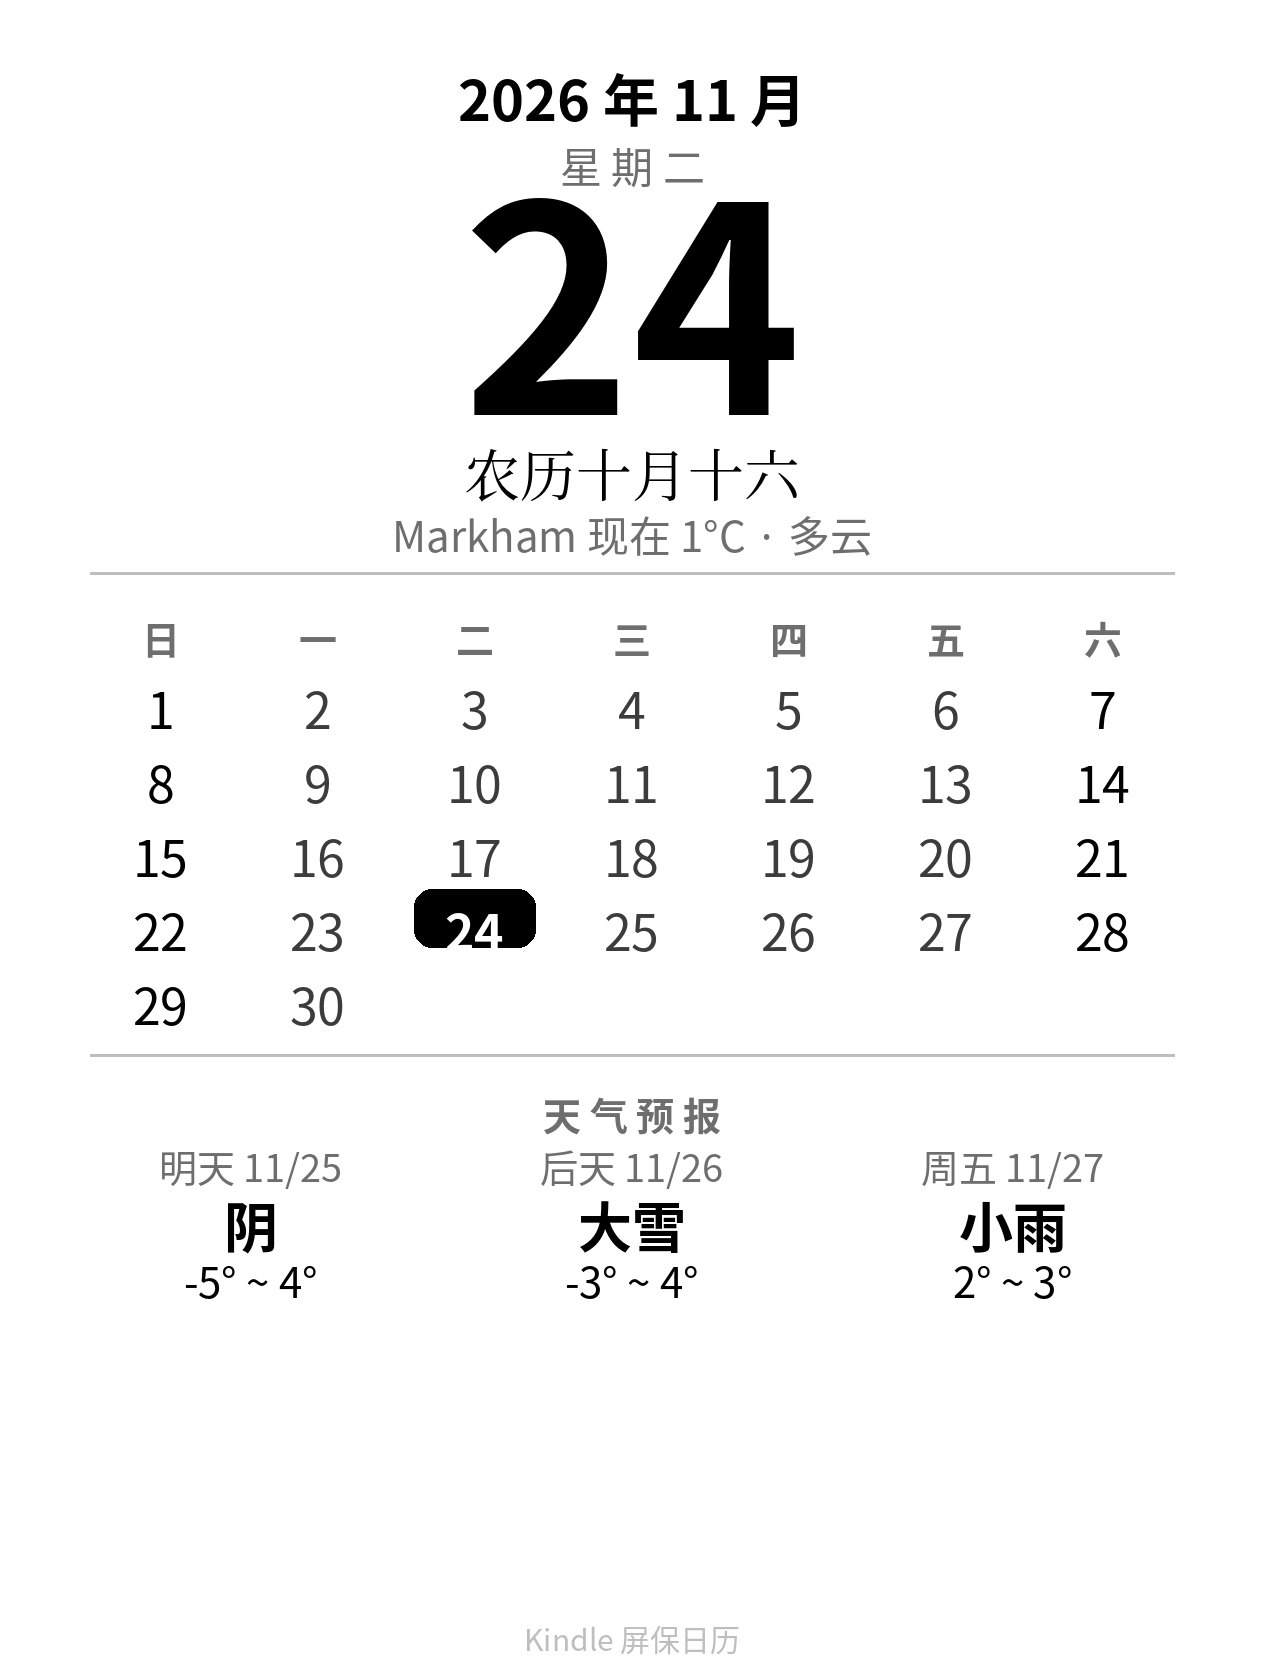 2026 年 11 月
星期二
24
农历十月十六
Markham 现在 1°C · 多云
日 一 二 三 四 五 六
1 2 3 4 5 6 7
8 9 10 11 12 13 14
15 16 17 18 19 20 21
22 23 24 25 26 27 28
29 30
天气预报
明天 11/25 后天 11/26 周五 11/27
阴 大雪 小雨
-5° ~ 4° -3° ~ 4° 2° ~ 3°
Kindle 屏保日历